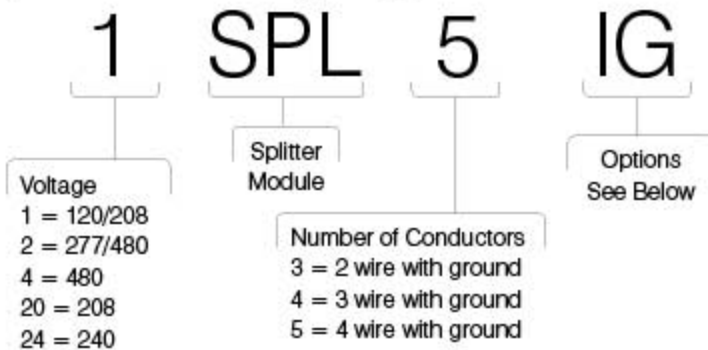 1 SPL 5 IG
Splitter
Module
Options
See Below
Voltage
1 = 120/208
2 = 277/480
4 = 480
20 = 208
24 = 240
Number of Conductors
3 = 2 wire with ground
4 = 3 wire with ground
5 = 4 wire with ground